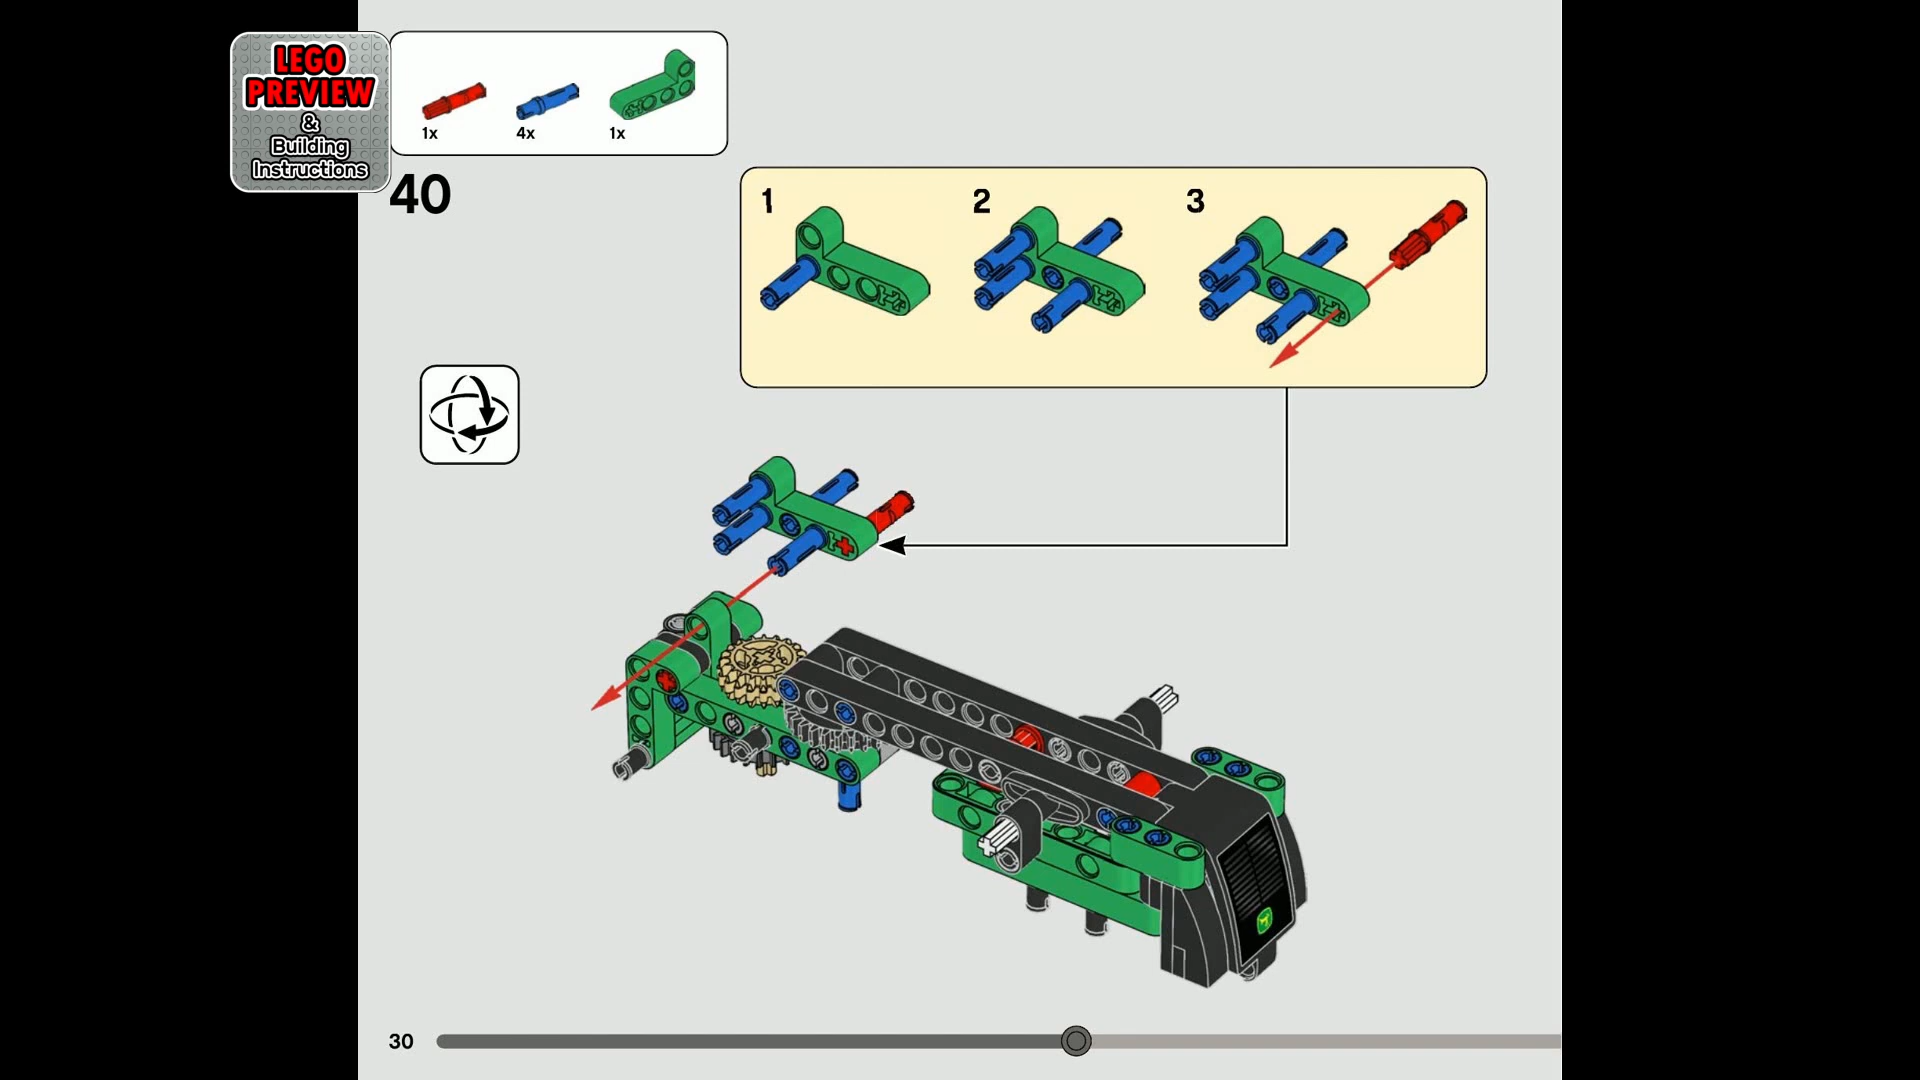 LEGO
PREVIEW
&
Building
Instructions
1x
4x
1x
40
1
2
3
30